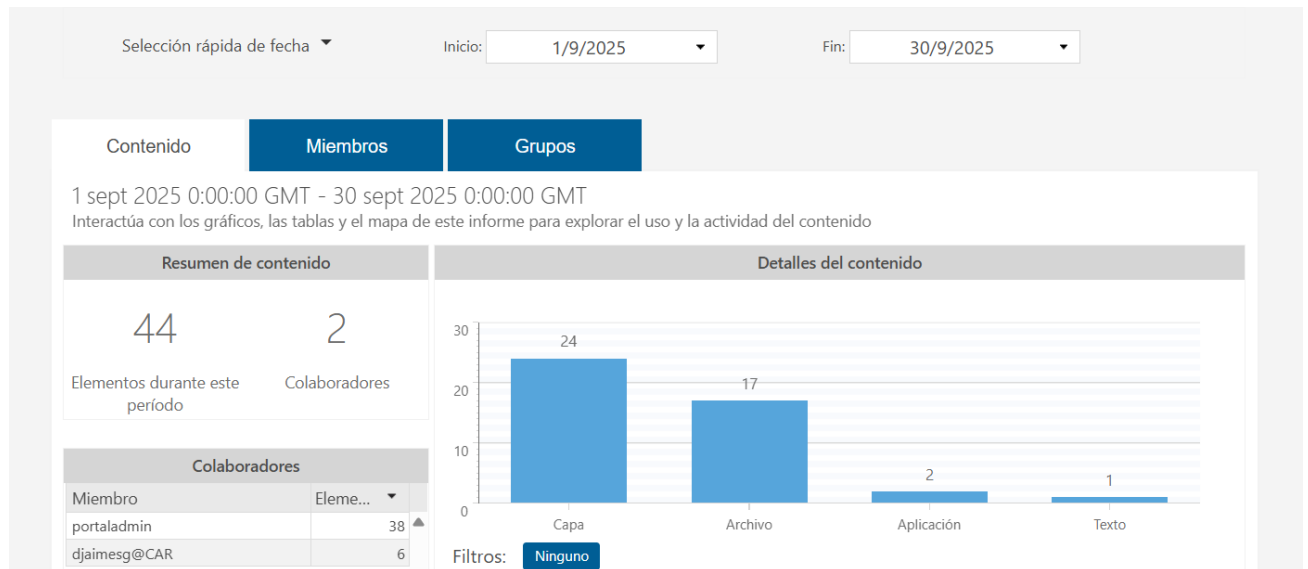 Selección rápida de fecha
Inicio: 1/9/2025
Fin: 30/9/2025
Contenido Miembros Grupos
1 sept 2025 0:00:00 GMT - 30 sept 2025 0:00:00 GMT
Interactúa con los gráficos, las tablas y el mapa de este informe para explorar el uso y la actividad del contenido
Resumen de contenido
44 2
Elementos durante este Colaboradores
período
Colaboradores
Miembro Eleme...
portaladmin 38
djaimesg@CAR 6
Detalles del contenido
30
20
10
0
24
17
2
1
Capa Archivo Aplicación Texto
Filtros: Ninguno